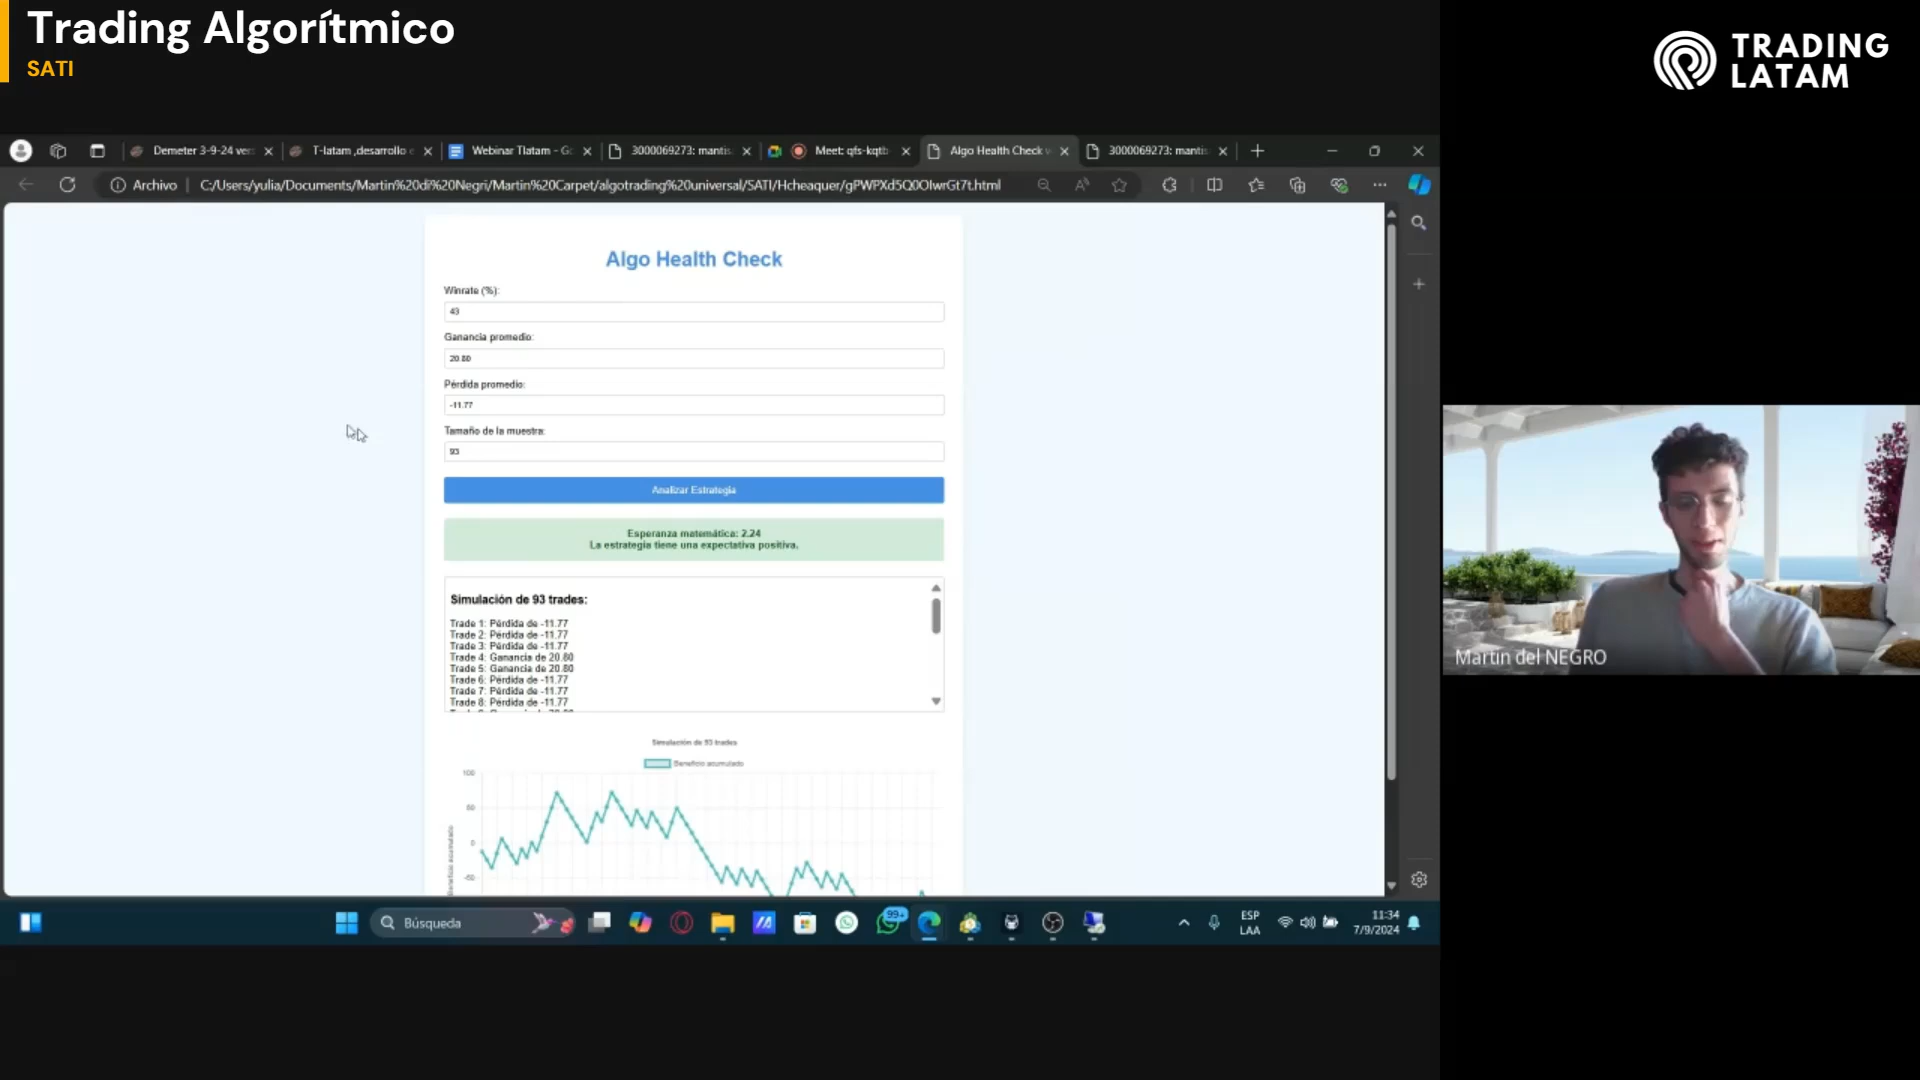 Trading Algorítmico
SATI
TRADING
LATAM
Demeter 3-9-24 ver
T-latam ,desarrollo e
Webinar Tlatam - Go
3000069273: mantis
Meet: qfs-kqtb
Algo Health Check v
3000069273: mantis
Archivo
C:/Users/yulia/Documents/Martin%20di%20Negri/Martin%20Carpet/algotrading%20universal/SATI/Hcheaquer/gPWPXd5Q0OIwrGt7t.html
Algo Health Check
Winrate (%):
43
Ganancia promedio:
20.80
Pérdida promedio:
-11.77
Tamaño de la muestra:
93
Analizar Estrategia
Esperanza matemática: 2.24
La estrategia tiene una expectativa positiva.
Simulación de 93 trades:
Trade 1: Pérdida de -11.77
Trade 2: Pérdida de -11.77
Trade 3: Pérdida de -11.77
Trade 4: Ganancia de 20.80
Trade 5: Ganancia de 20.80
Trade 6: Pérdida de -11.77
Trade 7: Pérdida de -11.77
Trade 8: Pérdida de -11.77
Simulación de 93 trades
Beneficio acumulado
100
50
0
-50
Beneficio acumulado
Martin del NEGRO
Búsqueda
99+
ESP
LAA
11:34
7/9/2024